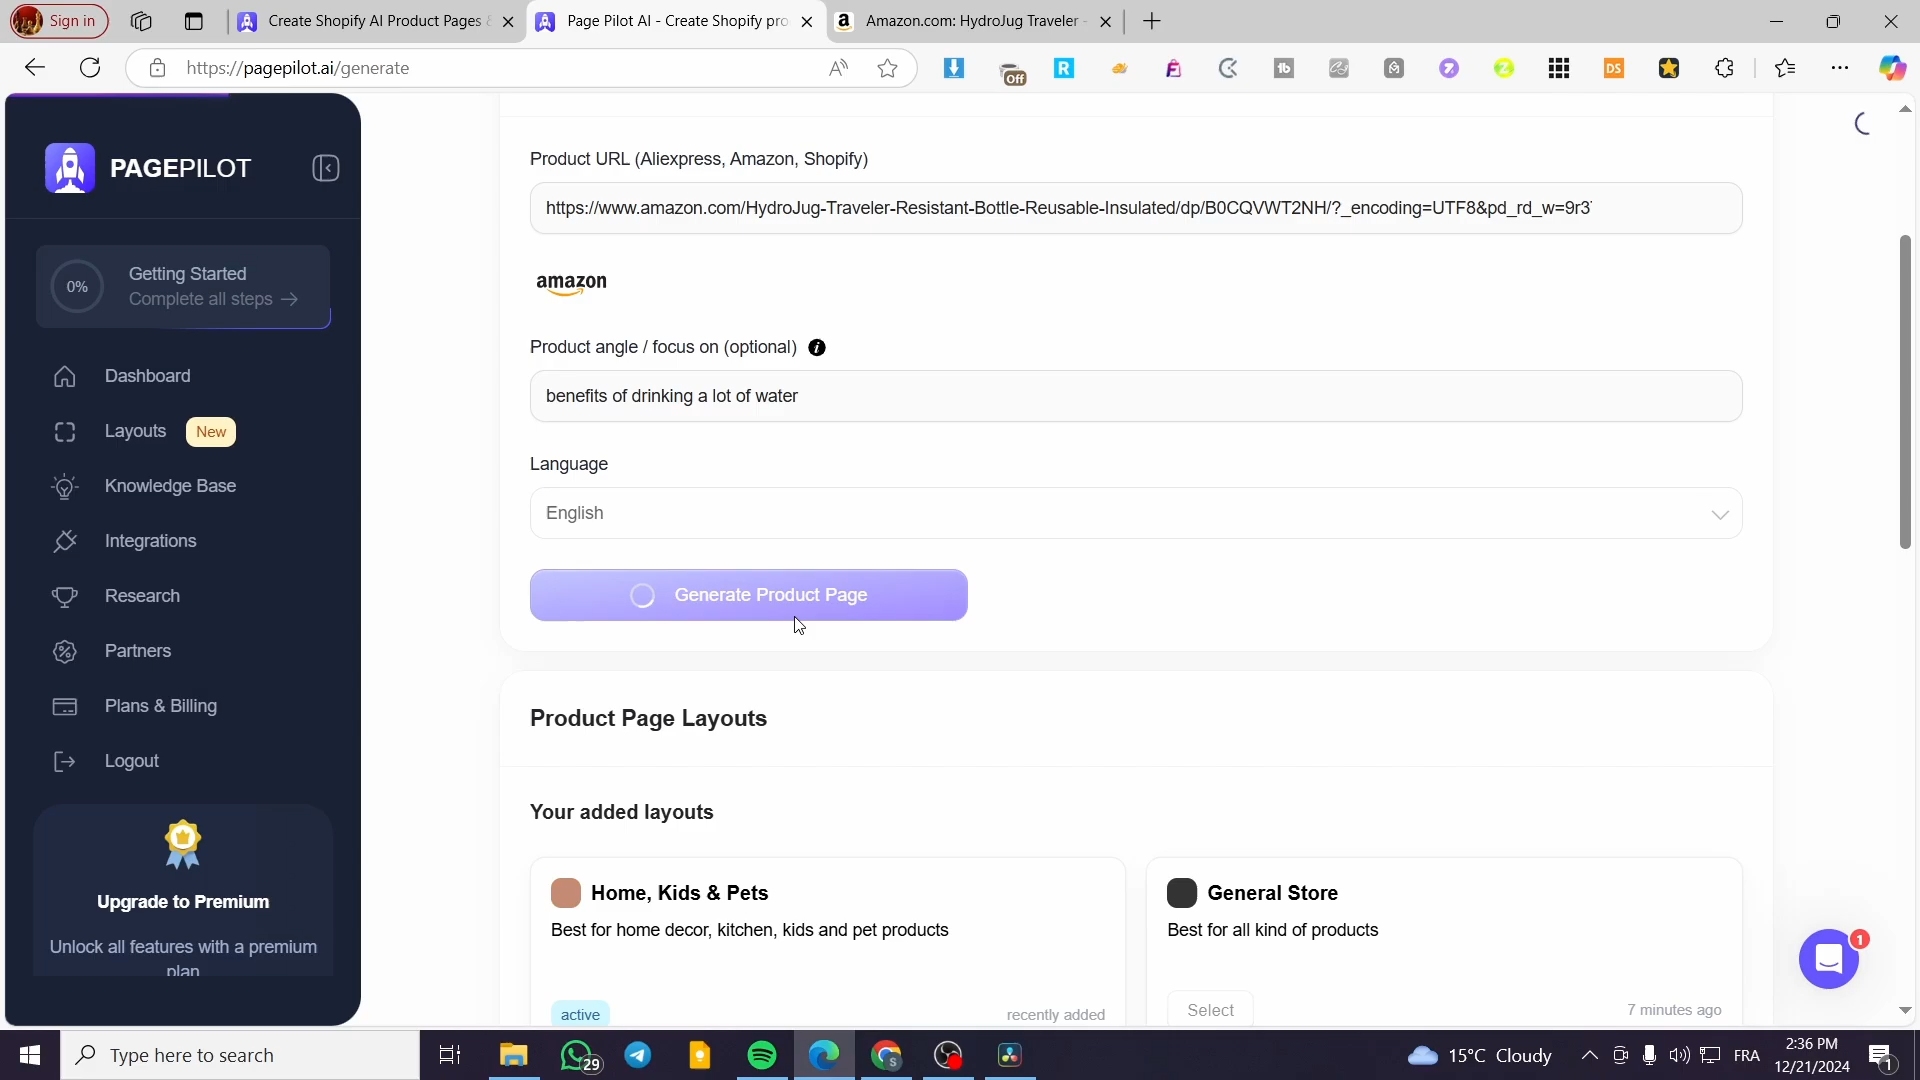 Sign in
Create Shopify AI Product Pages &
Page Pilot AI - Create Shopify pro
a
Amazon.com: HydroJug Traveler -
https://pagepilot.ai/generate
Off
R
tb
DS
PAGEPILOT
0%
Getting Started
Complete all steps →
Dashboard
Layouts
New
Knowledge Base
Integrations
Research
Partners
Plans & Billing
Logout
Upgrade to Premium
Unlock all features with a premium
plan
Product URL (Aliexpress, Amazon, Shopify)
https://www.amazon.com/HydroJug-Traveler-Resistant-Bottle-Reusable-Insulated/dp/B0CQVWT2NH/?_encoding=UTF8&pd_rd_w=9r3
amazon
Product angle / focus on (optional)
benefits of drinking a lot of water
Language
English
Generate Product Page
Product Page Layouts
Your added layouts
Home, Kids & Pets
Best for home decor, kitchen, kids and pet products
active
recently added
General Store
Best for all kind of products
Select
7 minutes ago
1
Type here to search
29
S
15°C Cloudy
FRA
2:36 PM
12/21/2024
1